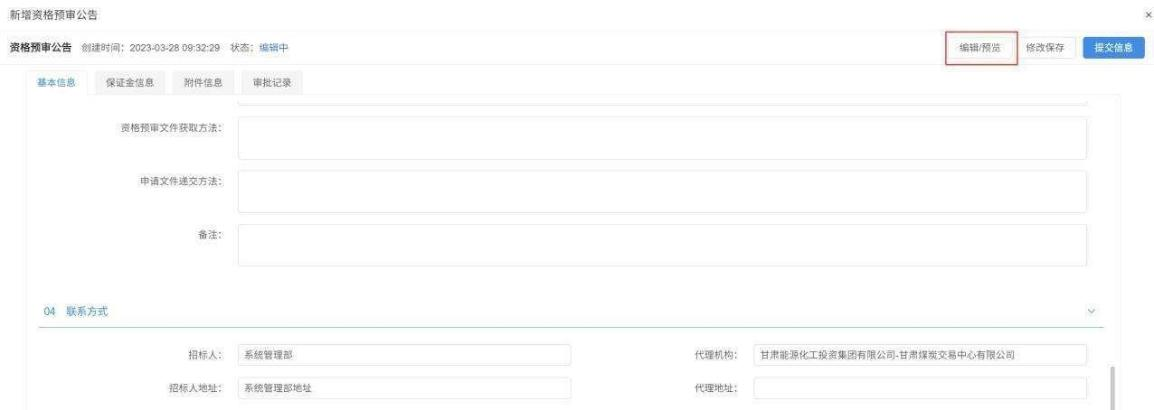 新增资格预审公告 ×
资格预审公告 创建时间：2023-03-28 09:32:29 状态：编辑中 编辑/预览 修改保存 提交信息
基本信息 保证金信息 附件信息 审批记录
资格预审文件获取方法：
申请文件递交方法：
备注：
04 联系方式
招标人： 系统管理部 代理机构： 甘肃能源化工投资集团有限公司-甘肃煤炭交易中心有限公司
招标人地址： 系统管理部地址 代理地址：